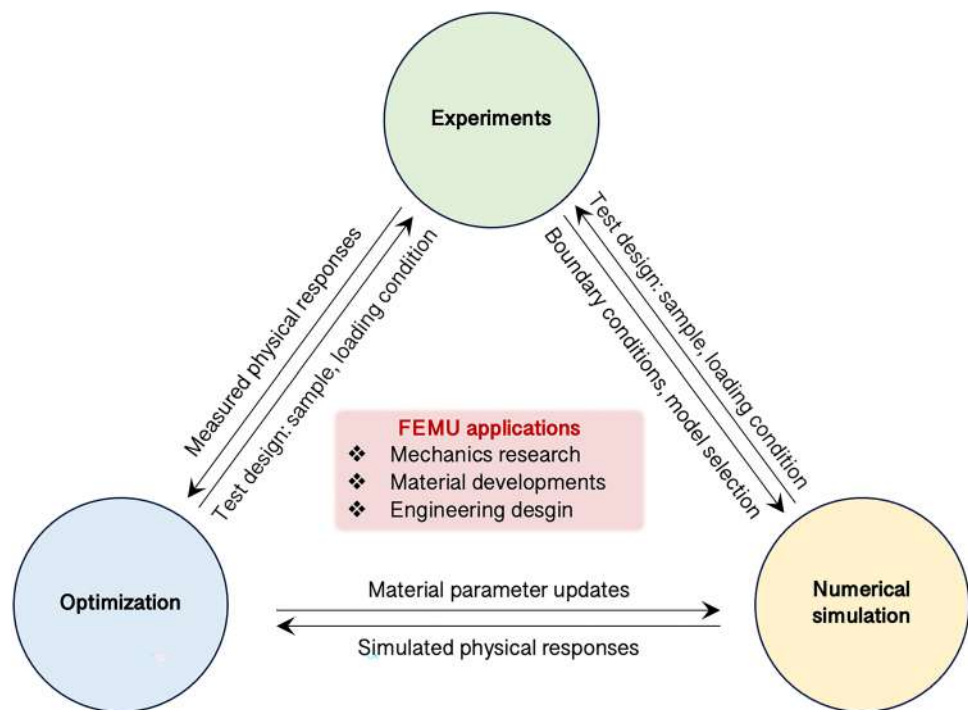 Experiments
Measured physical responses
Test design: sample, loading condition
Boundary conditions, model selection
Test design: sample, loading condition
FEMU applications
❖ Mechanics research
❖ Material developments
❖ Engineering desgin
Optimization
Material parameter updates
Simulated physical responses
Numerical
simulation